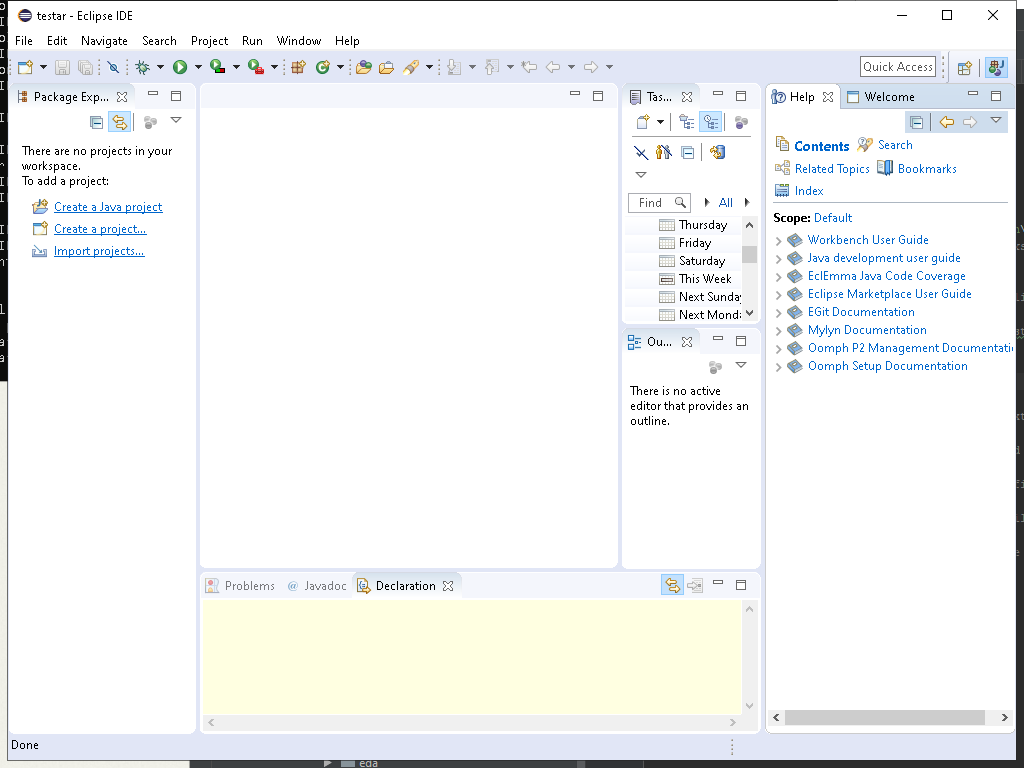 testar - Eclipse IDE
File Edit Navigate Search Project Run Window Help
Quick Access
Package Exp...
There are no projects in your
workspace.
To add a project:
Create a Java project
Create a project...
Import projects...
Tas...
Find
All
Thursday
Friday
Saturday
This Week
Next Sunday
Next Mond
Ou...
There is no active
editor that provides an
outline.
Help
Welcome
Contents
Search
Related Topics
Bookmarks
Index
Scope: Default
Workbench User Guide
Java development user guide
EclEmma Java Code Coverage
Eclipse Marketplace User Guide
EGit Documentation
Mylyn Documentation
Oomph P2 Management Documentati
Oomph Setup Documentation
Problems
@ Javadoc
Declaration
Done
eda